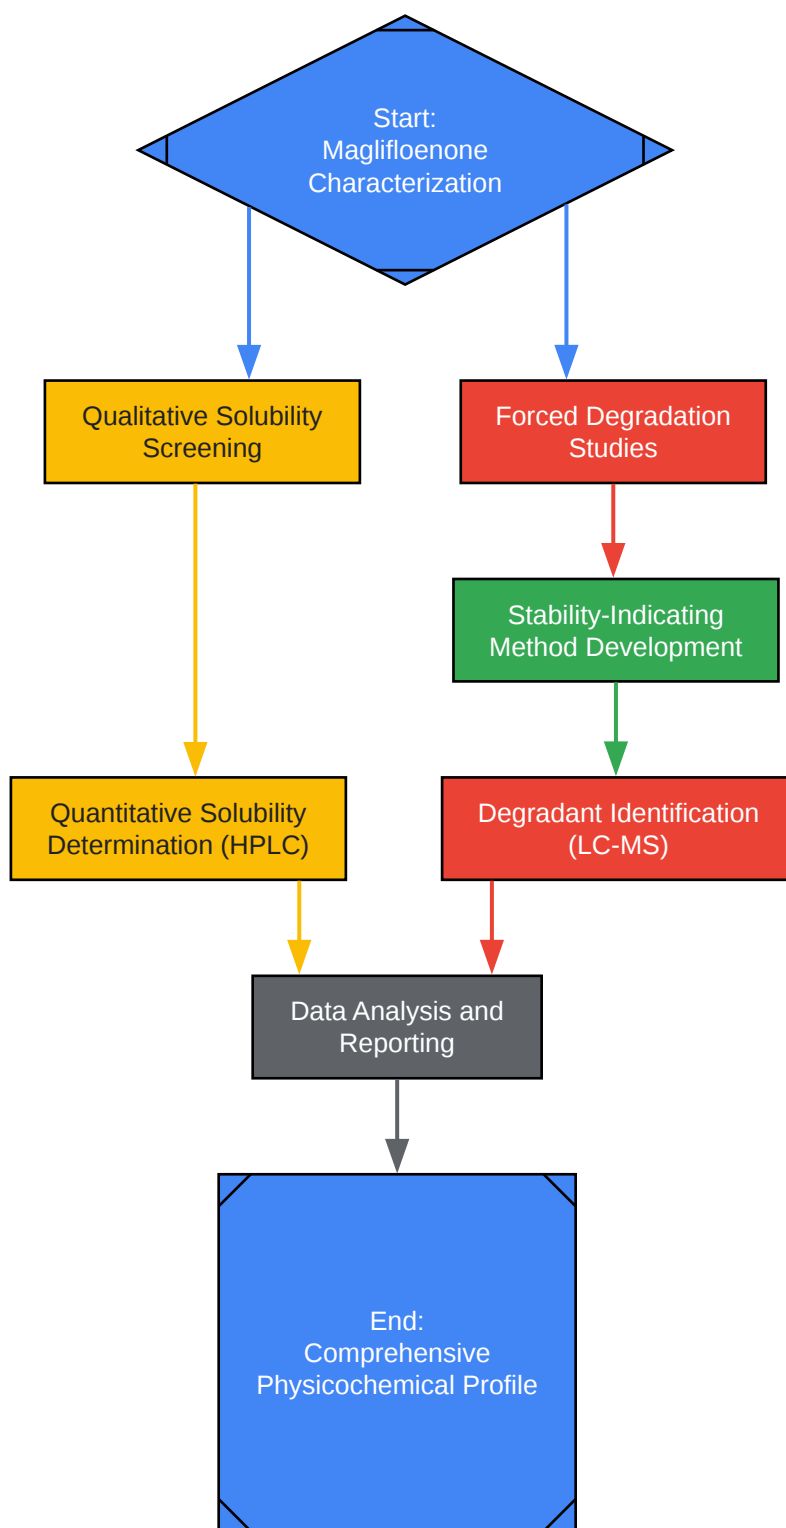 Start:
Maglifloenone
Characterization
Qualitative Solubility
Screening
Forced Degradation
Studies
Stability-Indicating
Method Development
Quantitative Solubility
Determination (HPLC)
Degradant Identification
(LC-MS)
Data Analysis and
Reporting
End:
Comprehensive
Physicochemical Profile